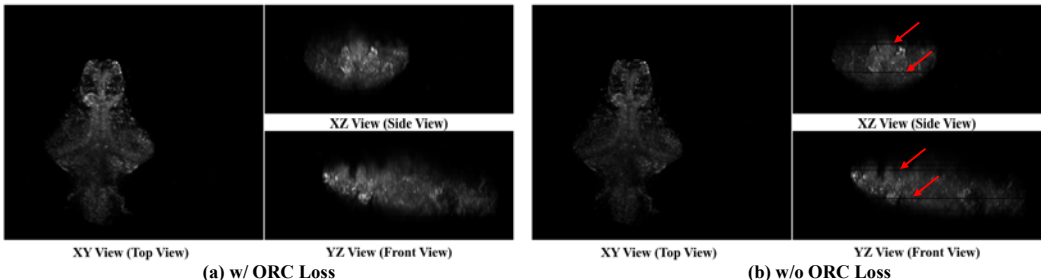 XZ View (Side View)
XY View (Top View)
YZ View (Front View)
(a) w/ ORC Loss
XZ View (Side View)
XY View (Top View)
YZ View (Front View)
(b) w/o ORC Loss